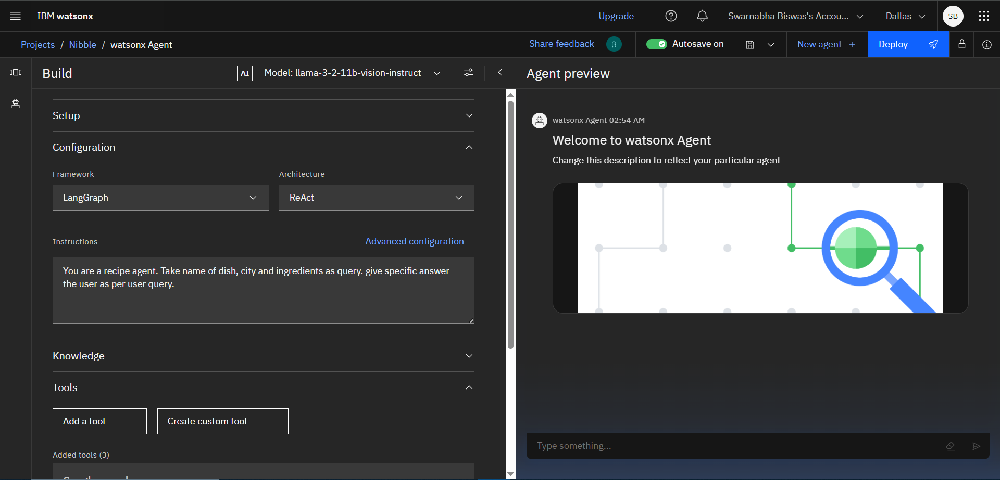 IBM watsonx
Upgrade
Swarnabha Biswas's Accou...
Dallas
SB
Projects / Nibble / watsonx Agent
Share feedback
β
Autosave on
New agent +
Deploy
Build
AI
Model: llama-3-2-11b-vision-instruct
Agent preview
Setup
Configuration
Framework
Architecture
LangGraph
ReAct
Instructions
Advanced configuration
You are a recipe agent. Take name of dish, city and ingredients as query. give specific answer
the user as per user query.
Knowledge
Tools
Add a tool
Create custom tool
Added tools (3)
Google search
watsonx Agent 02:54 AM
Welcome to watsonx Agent
Change this description to reflect your particular agent
Type something...